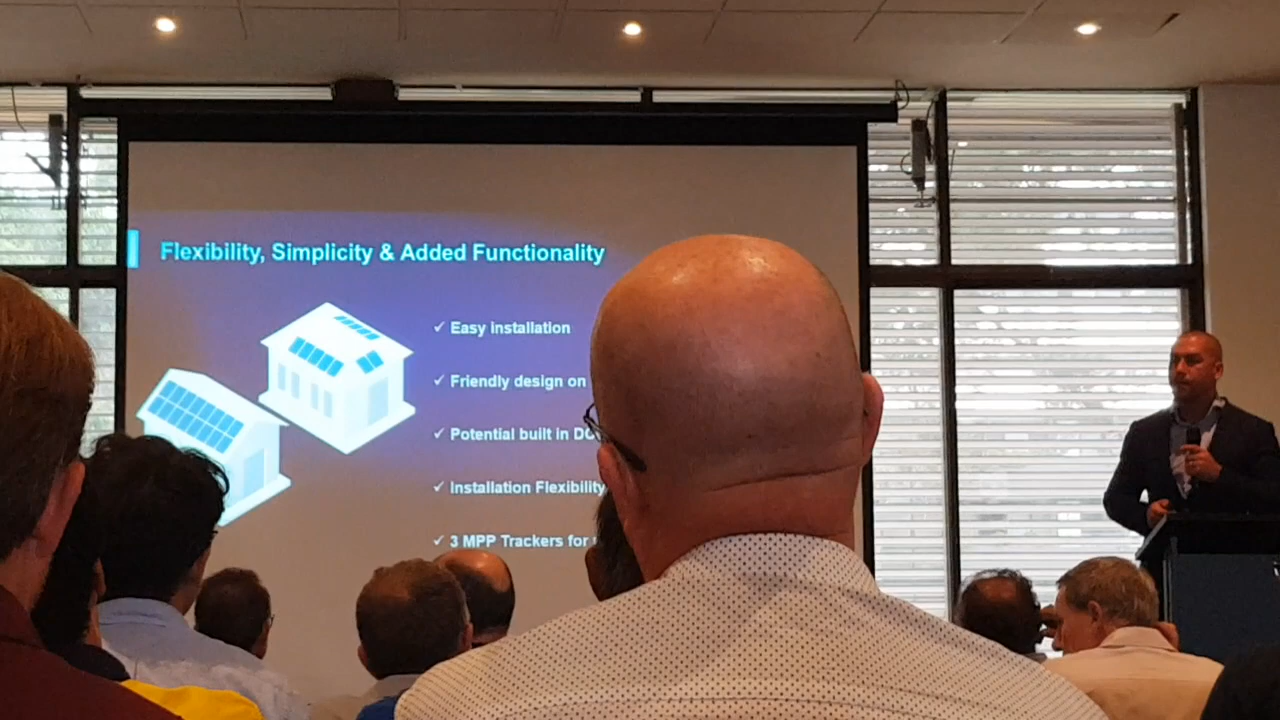 Flexibility, Simplicity & Added Functionality
✓ Easy installation
✓ Friendly design on
✓ Potential built in
✓ Installation Flexibility
✓ 3 MPP Trackers for